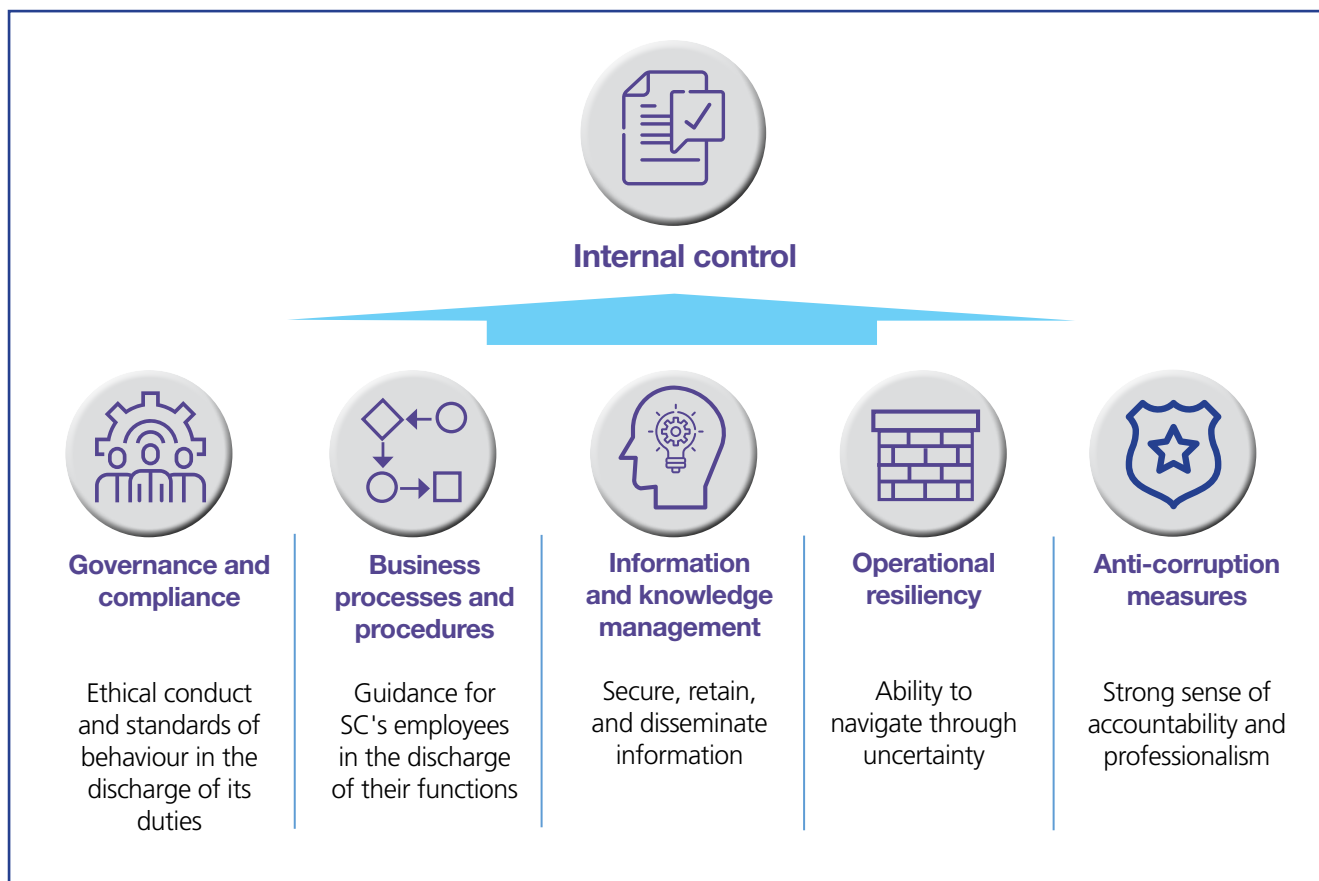 Internal control
Governance and
compliance
Ethical conduct
and standards of
behaviour in the
discharge of its
duties
Business
processes and
procedures
Guidance for
SC's employees
in the discharge
of their functions
Information
and knowledge
management
Secure, retain,
and disseminate
information
Operational
resiliency
Ability to
navigate through
uncertainty
Anti-corruption
measures
Strong sense of
accountability and
professionalism